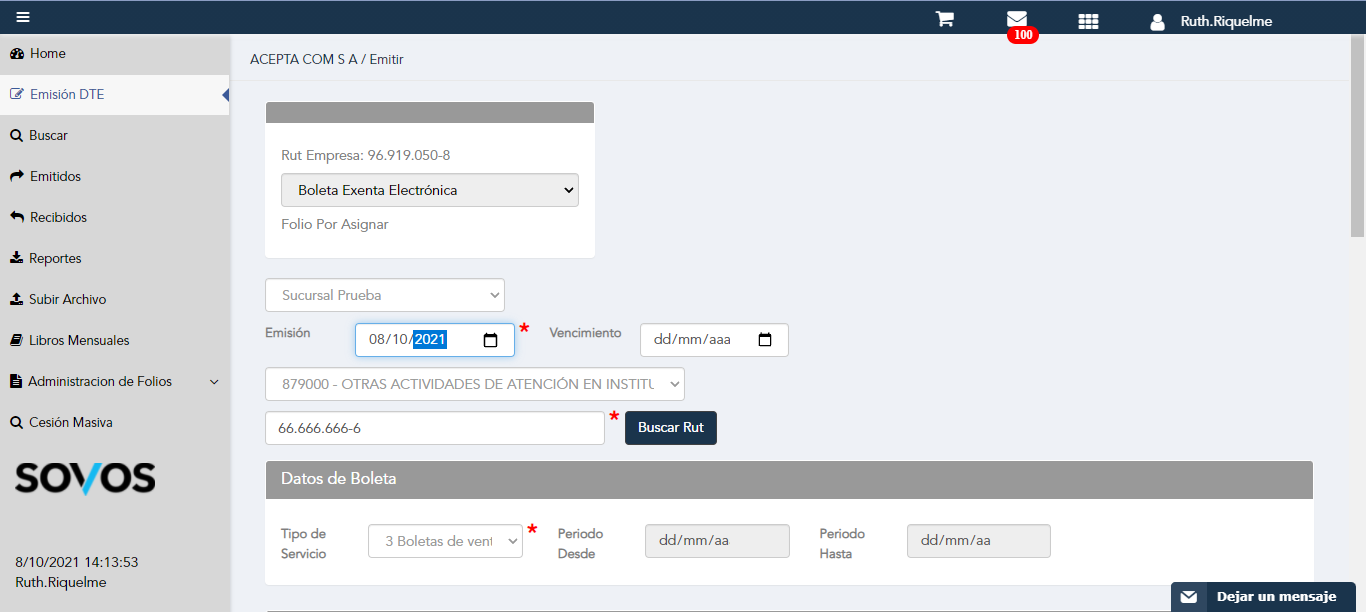 100
Ruth.Riquelme
Home
ACEPTA COM S A / Emitir
Emisión DTE
Buscar
Emitidos
Recibidos
Reportes
Subir Archivo
Libros Mensuales
Administracion de Folios
Cesión Masiva
SOVOS
8/10/2021 14:13:53
Ruth.Riquelme
Rut Empresa: 96.919.050-8
Boleta Exenta Electrónica
Folio Por Asignar
Sucursal Prueba
Emisión 08/10/2021 * Vencimiento dd/mm/aaa
879000 - OTRAS ACTIVIDADES DE ATENCIÓN EN INSTITU
66.666.666-6 * Buscar Rut
Datos de Boleta
Tipo de Servicio 3 Boletas de vent * Periodo Desde dd/mm/aa Periodo Hasta dd/mm/aa
Dejar un mensaje